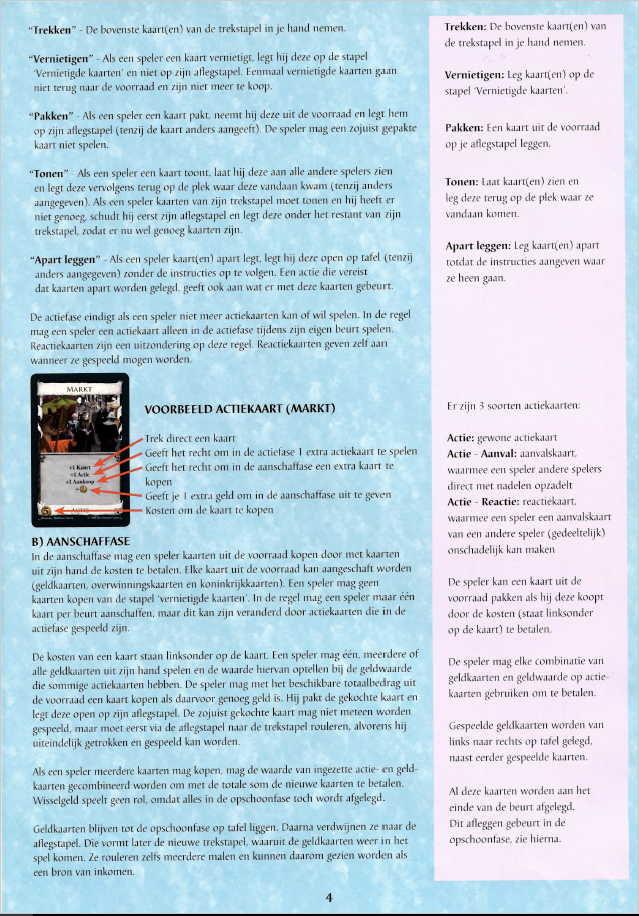 “Trekken” - De bovenste kaart(en) van de trekstapel in je hand nemen.
“Vernietigen” - Als een speler een kaart vernietigt, legt hij deze op de stapel
‘Vernietigde kaarten’ en niet op zijn aflegstapel. Eenmaal vernietigde kaarten gaan
niet terug naar de voorraad en zijn niet meer te koop.
“Pakken” - Als een speler een kaart pakt, neemt hij deze uit de voorraad en legt hem
op zijn aflegstapel (tenzij de kaart anders aangeeft). De speler mag een zojuist gepakte
kaart niet spelen.
“Tonen” - Als een speler een kaart toont, laat hij deze aan alle andere spelers zien
en legt deze vervolgens terug op de plek waar deze vandaan kwam (tenzij anders
aangegeven). Als een speler kaarten van zijn trekstapel moet tonen en hij heeft er
niet genoeg, schudt hij eerst zijn aflegstapel en legt deze onder het restant van zijn
trekstapel, zodat er nu wel genoeg kaarten zijn.
“Apart leggen” - Als een speler kaart(en) apart legt, legt hij deze open op tafel (tenzij
anders aangegeven) zonder de instructies op te volgen. Een actie die vereist
dat kaarten apart worden gelegd, geeft ook aan wat er met deze kaarten gebeurt.
De actiefase eindigt als een speler niet meer actiekaarten kan of wil spelen. In de regel
mag een speler een actiekaart alleen in de actiefase tijdens zijn eigen beurt spelen.
Reactiekaarten zijn een uitzondering op deze regel. Reactiekaarten geven zelf aan
wanneer ze gespeeld mogen worden.
MARKT
+1 Kaart
+1 Actie
+1 Aankoop
+
5
ACTIE
VOORBEELD ACTIEKAART (MARKT)
Trek direct een kaart
Geeft het recht om in de actiefase 1 extra actiekaart te spelen
Geeft het recht om in de aanschaffase een extra kaart te
kopen
Geeft je 1 extra geld om in de aanschaffase uit te geven
Kosten om de kaart te kopen
B) AANSCHAFFASE
In de aanschaffase mag een speler kaarten uit de voorraad kopen door met kaarten
uit zijn hand de kosten te betalen. Elke kaart uit de voorraad kan aangeschaft worden
(geldkaarten, overwinningskaarten en koninkrijkkaarten). Een speler mag geen
kaarten kopen van de stapel ‘vernietigde kaarten’. In de regel mag een speler maar één
kaart per beurt aanschaffen, maar dit kan zijn veranderd door actiekaarten die in de
actiefase gespeeld zijn.
De kosten van een kaart staan linksonder op de kaart. Een speler mag één, meerdere of
alle geldkaarten uit zijn hand spelen en de waarde hiervan optellen bij de geldwaarde
die sommige actiekaarten hebben. De speler mag met het beschikbare totaalbedrag uit
de voorraad een kaart kopen als daarvoor genoeg geld is. Hij pakt de gekochte kaart en
legt deze open op zijn aflegstapel. De zojuist gekochte kaart mag niet meteen worden
gespeeld, maar moet eerst via de aflegstapel naar de trekstapel rouleren, alvorens hij
uiteindelijk getrokken en gespeeld kan worden.
Als een speler meerdere kaarten mag kopen, mag de waarde van ingezette actie- en geld-
kaarten gecombineerd worden om met de totale som de nieuwe kaarten te betalen.
Wisselgeld speelt geen rol, omdat alles in de opschoonfase toch wordt afgelegd.
Geldkaarten blijven tot de opschoonfase op tafel liggen. Daarna verdwijnen ze naar de
aflegstapel. Die vormt later de nieuwe trekstapel, waaruit de geldkaarten weer in het
spel komen. Ze rouleren zelfs meerdere malen en kunnen daarom gezien worden als
een bron van inkomen.
Trekken: De bovenste kaart(en) van
de trekstapel in je hand nemen.
Vernietigen: Leg kaart(en) op de
stapel ‘Vernietigde kaarten’.
Pakken: Een kaart uit de voorraad
op je aflegstapel leggen.
Tonen: Laat kaart(en) zien en
leg deze terug op de plek waar ze
vandaan komen.
Apart leggen: Leg kaart(en) apart
totdat de instructies aangeven waar
ze heen gaan.
Er zijn 3 soorten actiekaarten:
Actie: gewone actiekaart
Actie - Aanval: aanvalskaart,
waarmee een speler andere spelers
direct met nadelen opzadelt
Actie - Reactie: reactiekaart,
waarmee een speler een aanvalskaart
van een andere speler (gedeeltelijk)
onschadelijk kan maken
De speler kan een kaart uit de
voorraad pakken als hij deze koopt
door de kosten (staat linksonder
op de kaart) te betalen.
De speler mag elke combinatie van
geldkaarten en geldwaarde op actie-
kaarten gebruiken om te betalen.
Gespeelde geldkaarten worden van
links naar rechts op tafel gelegd,
naast eerder gespeelde kaarten.
Al deze kaarten worden aan het
einde van de beurt afgelegd.
Dit afleggen gebeurt in de
opschoonfase, zie hierna.
4